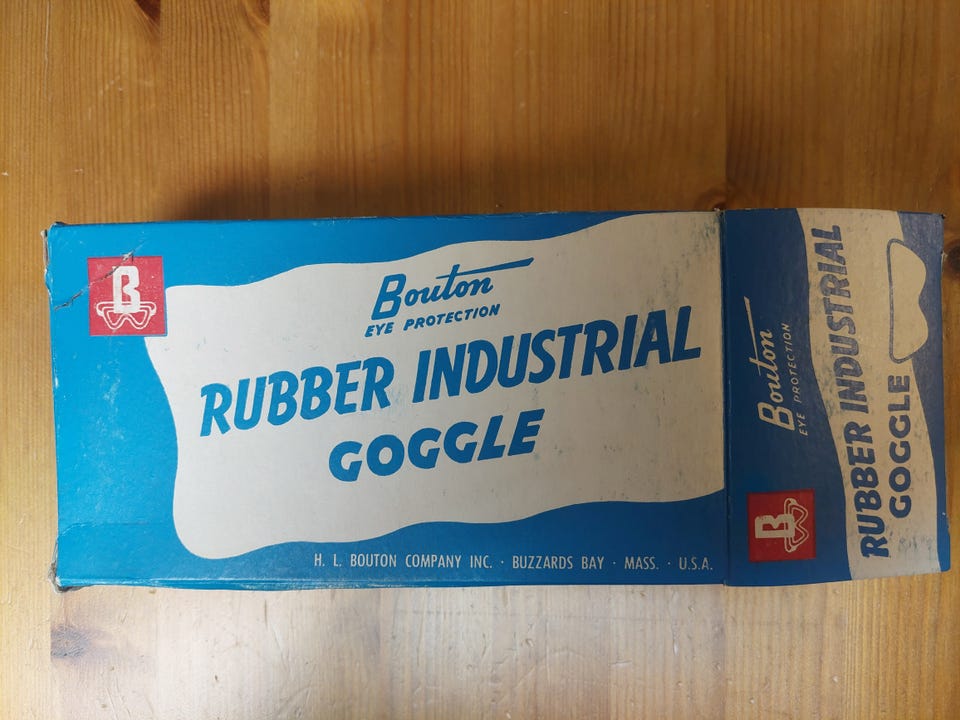 B
Bouton
EYE PROTECTION
RUBBER INDUSTRIAL
GOGGLE
H. L. BOUTON COMPANY INC. · BUZZARDS BAY · MASS. · U.S.A.
Bouton
EYE PROTECTION
RUBBER INDUSTRIAL
GOGGLE
B